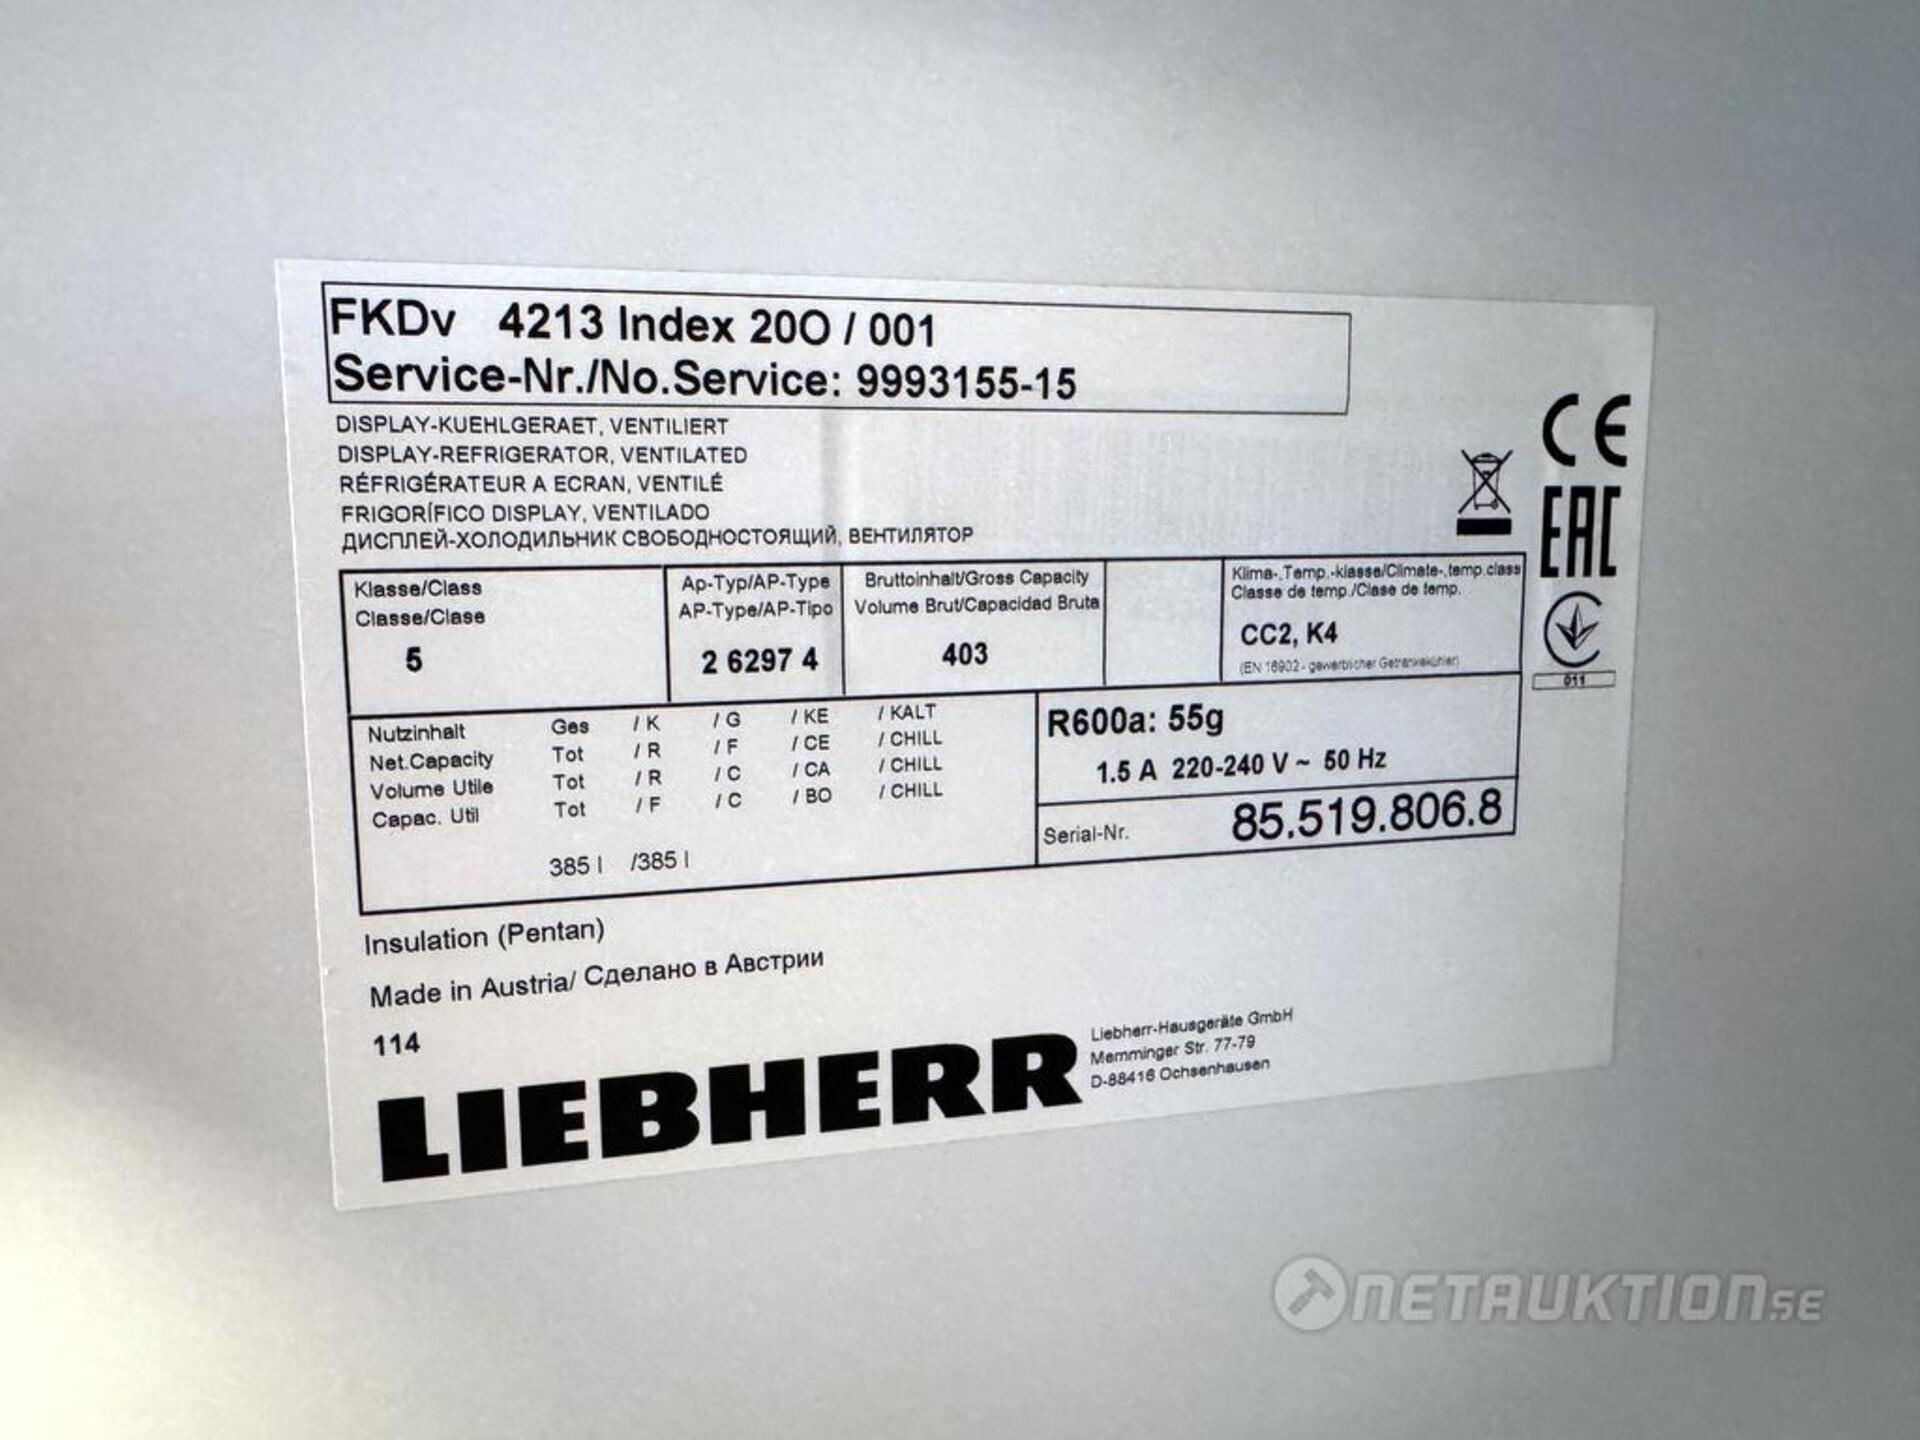 FKDv 4213 Index 20O / 001
Service-Nr./No.Service: 9993155-15
DISPLAY-KUEHLGERAET, VENTILIERT
DISPLAY-REFRIGERATOR, VENTILATED
RÉFRIGÉRATEUR A ECRAN, VENTILÉ
FRIGORÍFICO DISPLAY, VENTILADO
ДИСПЛЕЙ-ХОЛОДИЛЬНИК СВОБОДНОСТОЯЩИЙ, ВЕНТИЛЯТОР
CE
EAC
011
Klasse/Class
Classe/Clase
5
Ap-Typ/AP-Type
AP-Type/AP-Tipo
2 6297 4
Bruttoinhalt/Gross Capacity
Volume Brut/Capacidad Bruta
403
Klima-,Temp.-klasse/Climate-,temp.class
Classe de temp./Clase de temp.
CC2, K4
(EN 16902 - gewerblicher Getränkekühler)
Nutzinhalt Ges / K / G / KE / KALT
Net.Capacity Tot / R / F / CE / CHILL
Volume Utile Tot / R / C / CA / CHILL
Capac. Util Tot / F / C / BO / CHILL
385 l /385 l
R600a: 55g
1.5 A 220-240 V ~ 50 Hz
Serial-Nr. 85.519.806.8
Insulation (Pentan)
Made in Austria/ Сделано в Австрии
114
LIEBHERR
Liebherr-Hausgeräte GmbH
Memminger Str. 77-79
D-88416 Ochsenhausen
NETAUKTION.SE